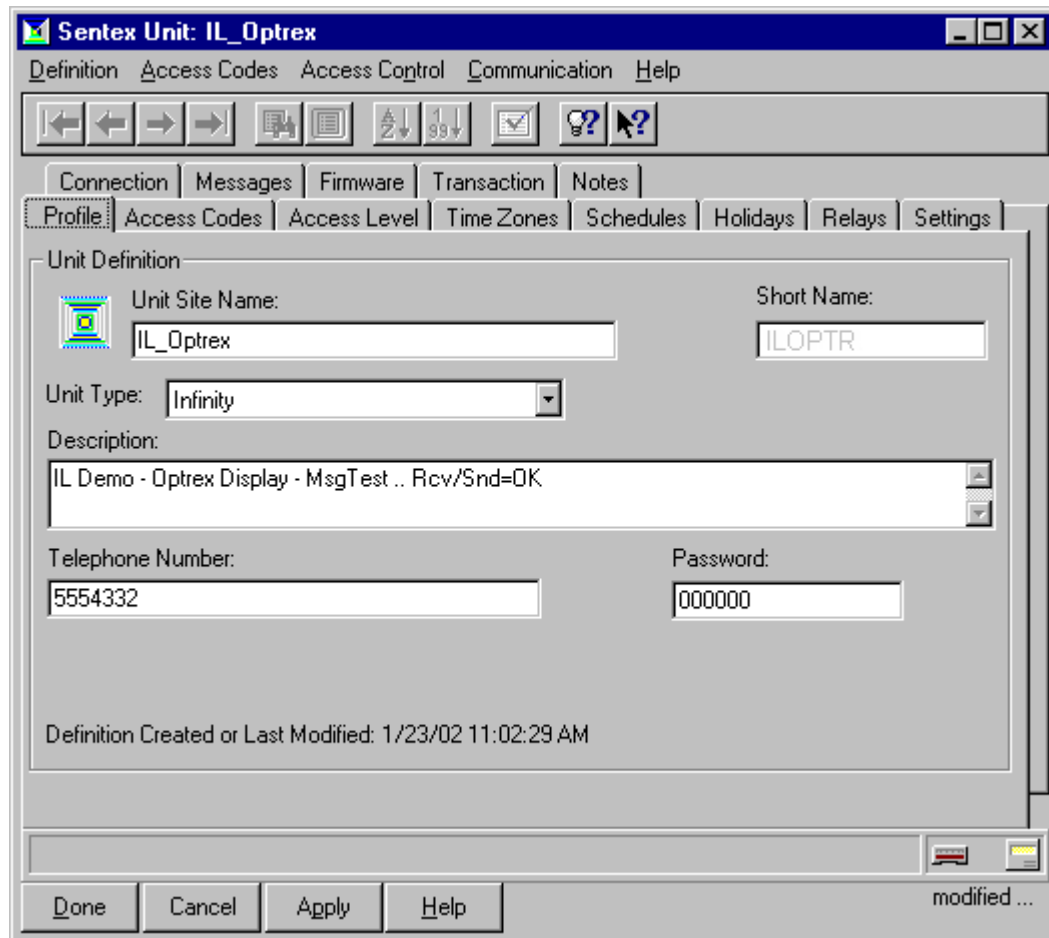 Sentex Unit: IL_Optrex
Definition Access Codes Access Control Communication Help
A Z 1 99 ? ?
Connection Messages Firmware Transaction Notes
Profile Access Codes Access Level Time Zones Schedules Holidays Relays Settings
Unit Definition
Unit Site Name: Short Name:
IL_Optrex ILOPTR
Unit Type: Infinity
Description:
IL Demo - Optrex Display - MsgTest .. Rcv/Snd=OK
Telephone Number: Password:
5554332 000000
Definition Created or Last Modified: 1/23/02 11:02:29 AM
Done Cancel Apply Help modified ...